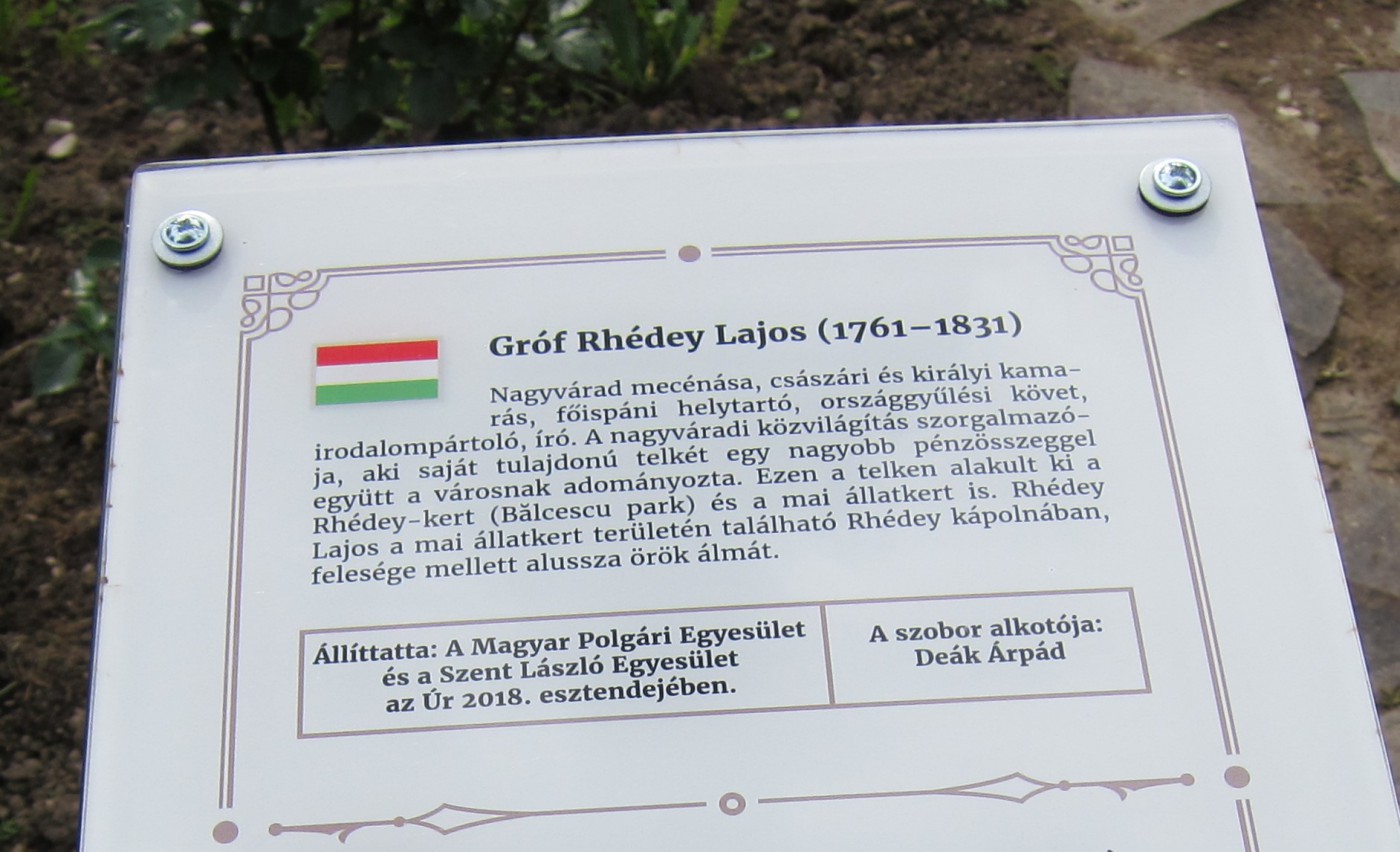 Gróf Rhédey Lajos (1761–1831)
Nagyvárad mecénása, császári és királyi kama-
rás, főispáni helytartó, országgyűlési követ,
irodalompártoló, író. A nagyváradi közvilágítás szorgalmazó-
ja, aki saját tulajdonú telkét egy nagyobb pénzösszeggel
együtt a városnak adományozta. Ezen a telken alakult ki a
Rhédey-kert (Bălcescu park) és a mai állatkert is. Rhédey
Lajos a mai állatkert területén található Rhédey kápolnában,
felesége mellett alussza örök álmát.
Állíttatta: A Magyar Polgári Egyesület
és a Szent László Egyesület
az Úr 2018. esztendejében.
A szobor alkotója:
Deák Árpád